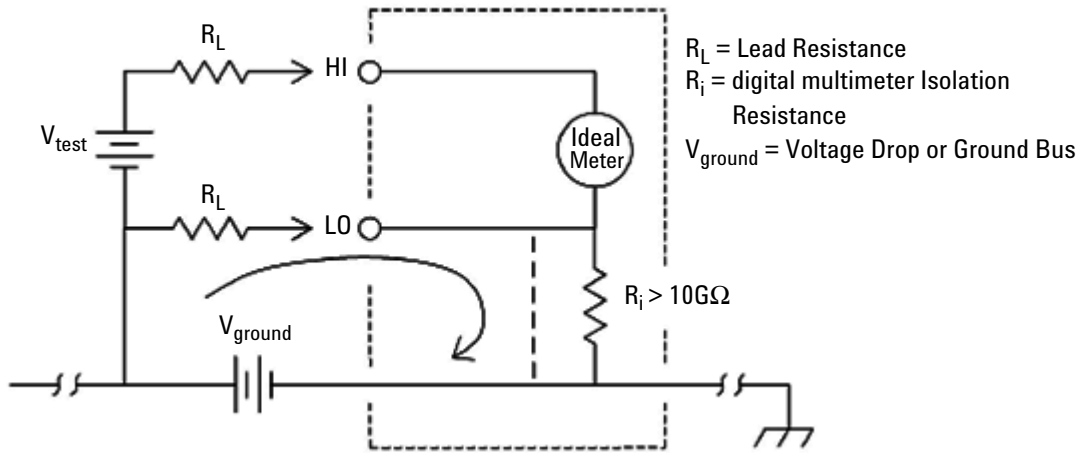 R_L
HI
R_L = Lead Resistance
R_i = digital multimeter Isolation
Resistance
V_ground = Voltage Drop or Ground Bus
V_test
Ideal
Meter
R_L
LO
R_i > 10GΩ
V_ground